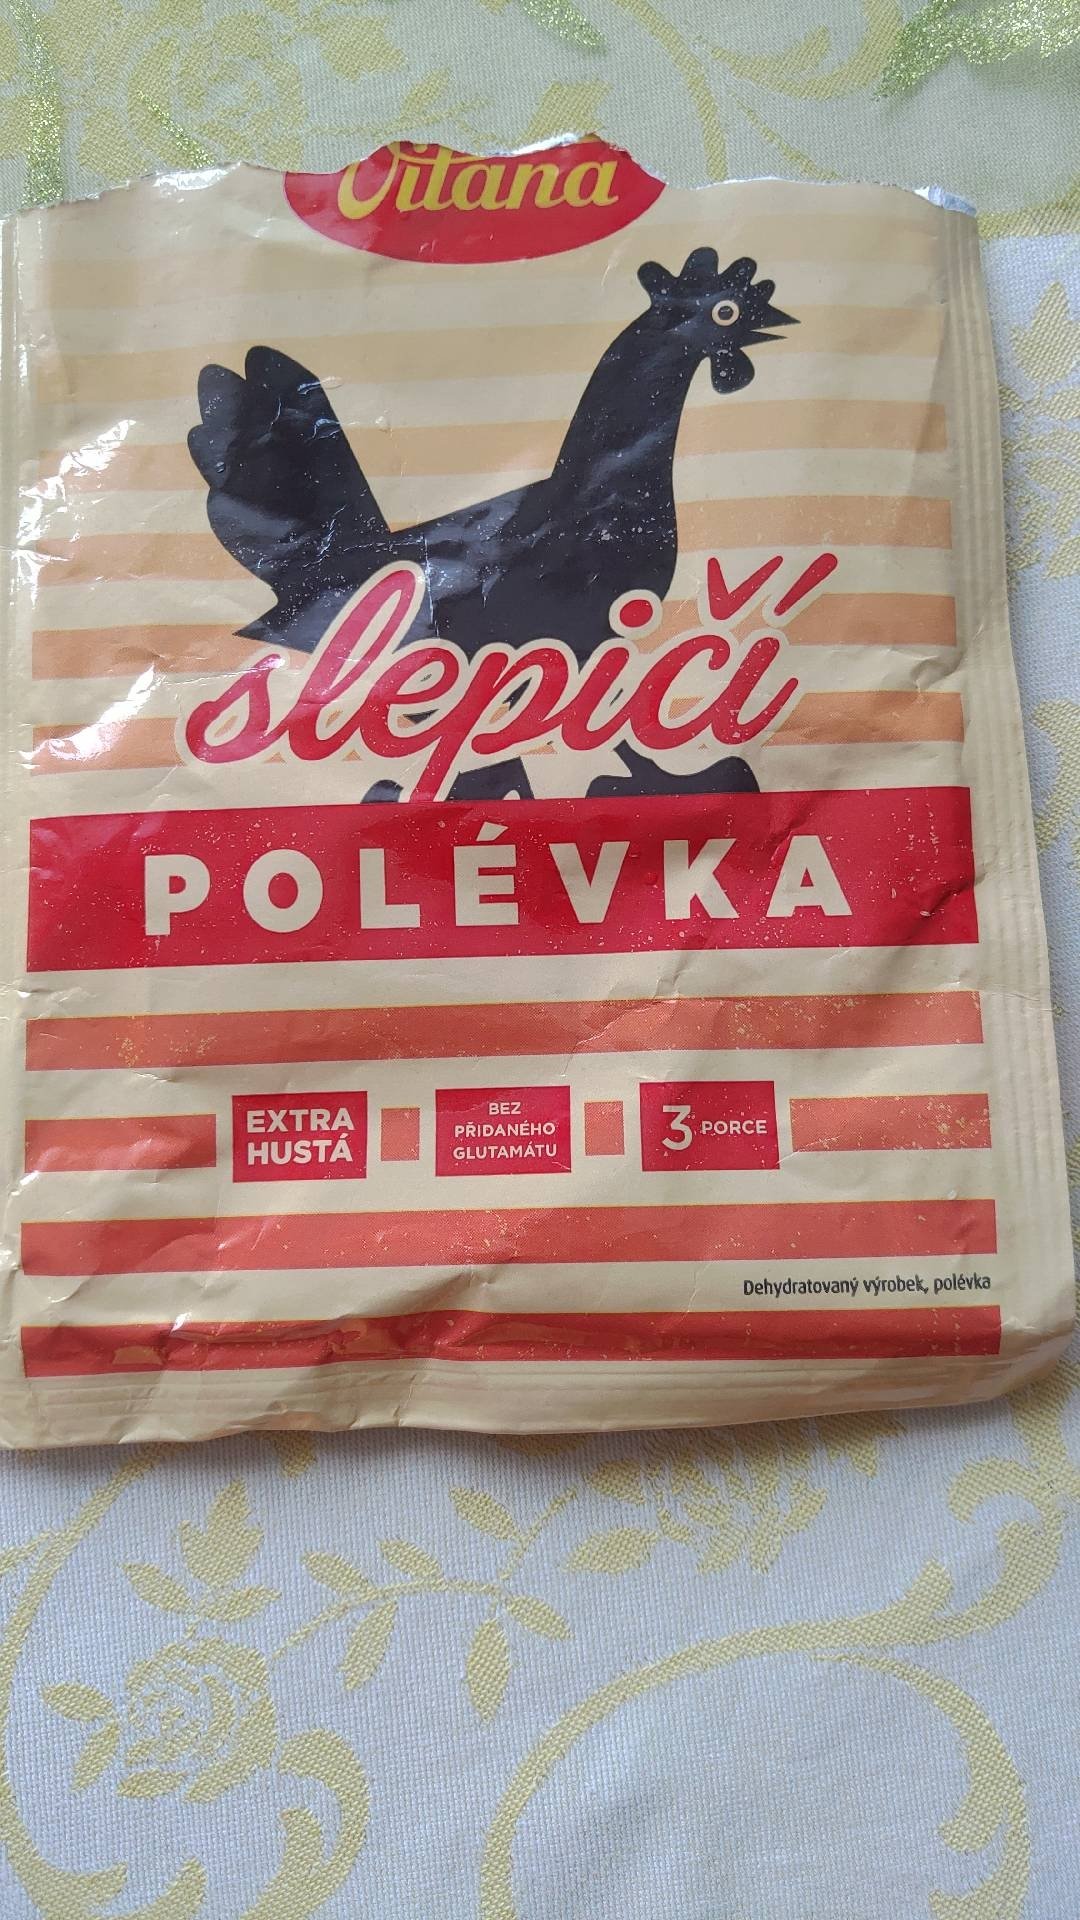 Vitana
slepičí
POLÉVKA
EXTRA
HUSTÁ
BEZ
PŘIDANÉHO
GLUTAMÁTU
3 PORCE
Dehydratovaný výrobek, polévka